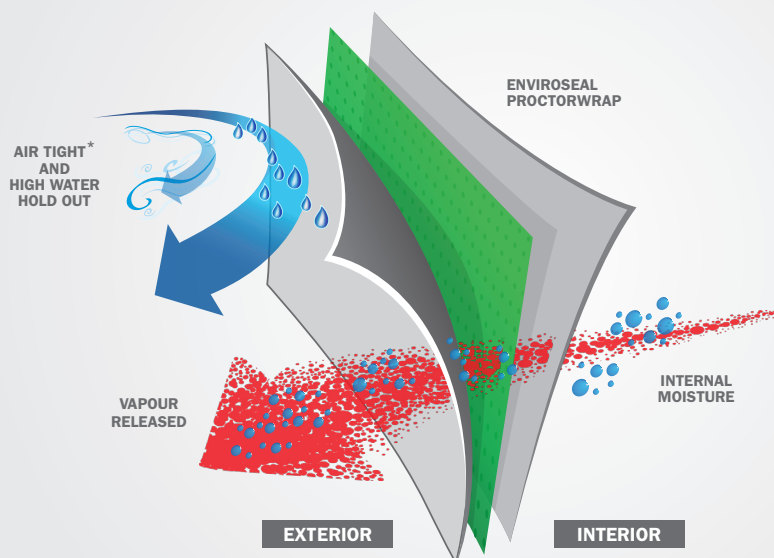 ENVIROSEAL
PROCTORWRAP
AIR TIGHT*
AND
HIGH WATER
HOLD OUT
INTERNAL
MOISTURE
VAPOUR
RELEASED
EXTERIOR
INTERIOR